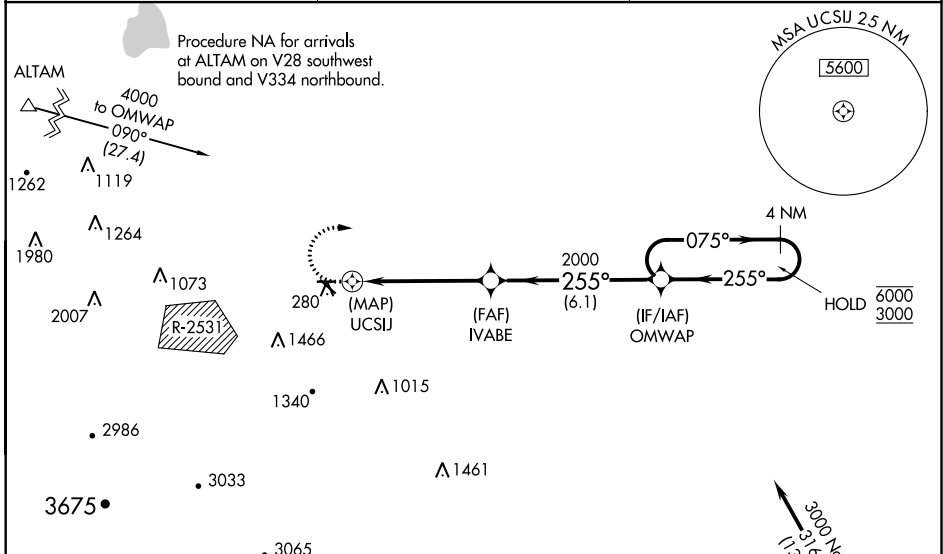 Procedure NA for arrivals
at ALTAM on V28 southwest
bound and V334 northbound.
MSA UCSIJ 25 NM
5600
ALTAM
4000
to OMWAP
090°
(27.4)
1262
1119
1264
1980
1073
2007
R-2531
280
(MAP)
UCSIJ
(FAF)
IVABE
2000
255°
(6.1)
(IF/IAF)
OMWAP
075°
255°
4 NM
HOLD
6000
3000
1466
1340
1015
2986
3033
1461
3675
3065
3000